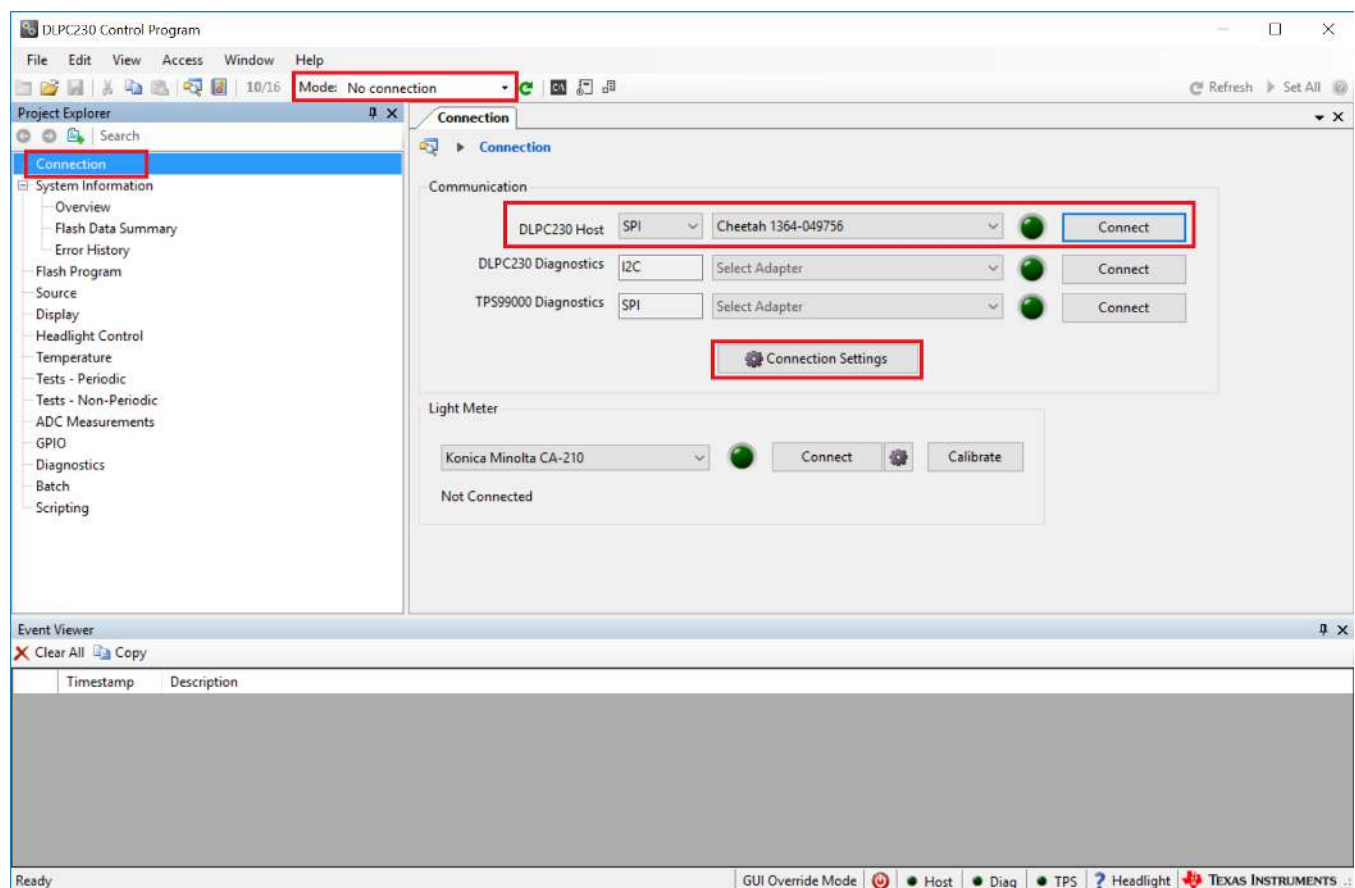 DLPC230 Control Program
File Edit View Access Window Help
10/16 Mode: No connection Refresh Set All
Project Explorer
Search
Connection
System Information
Overview
Flash Data Summary
Error History
Flash Program
Source
Display
Headlight Control
Temperature
Tests - Periodic
Tests - Non-Periodic
ADC Measurements
GPIO
Diagnostics
Batch
Scripting
Connection
Connection
Communication
DLPC230 Host SPI Cheetah 1364-049756 Connect
DLPC230 Diagnostics I2C Select Adapter Connect
TPS99000 Diagnostics SPI Select Adapter Connect
Connection Settings
Light Meter
Konica Minolta CA-210 Connect Calibrate
Not Connected
Event Viewer
Clear All Copy
Timestamp Description
Ready GUI Override Mode Host Diag TPS ? Headlight TEXAS INSTRUMENTS